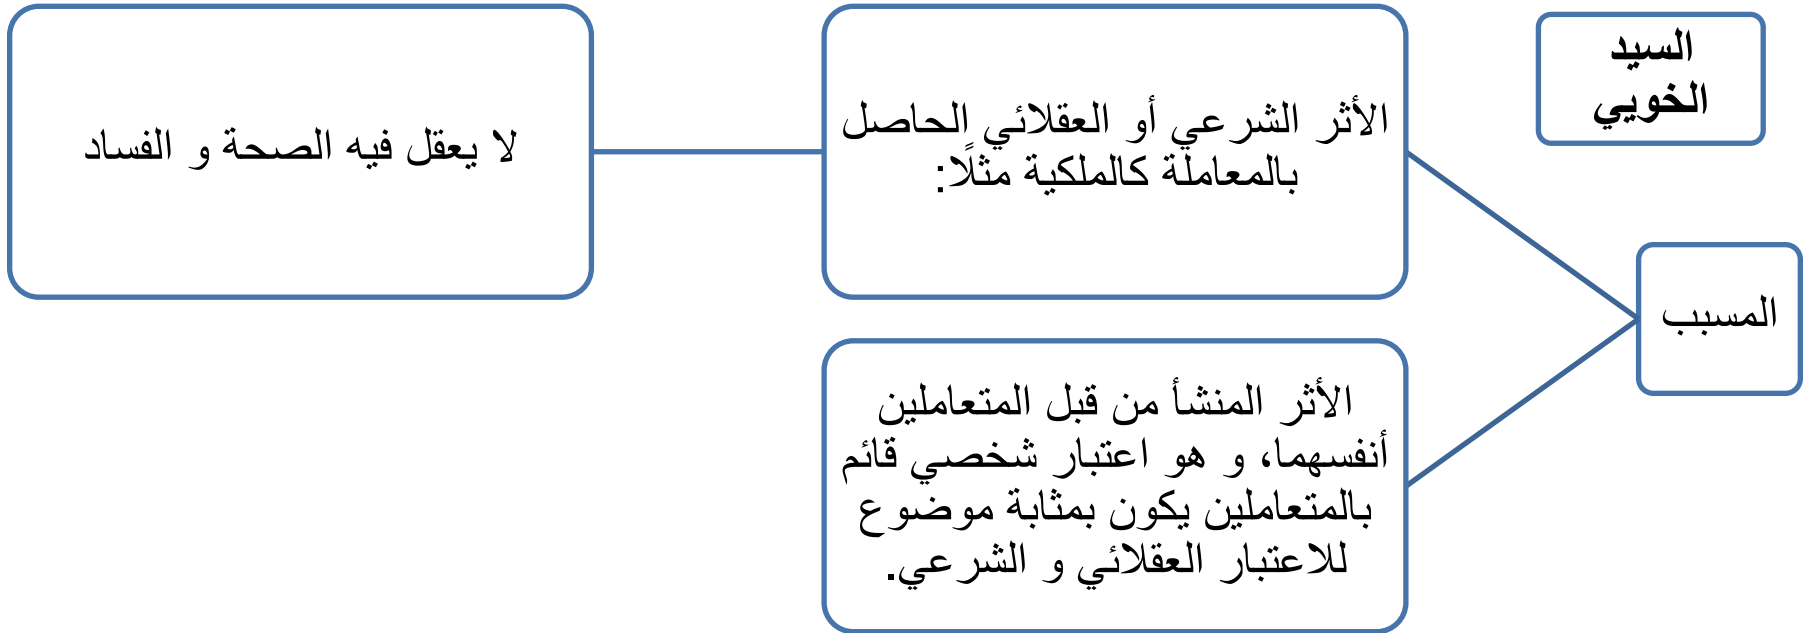 السيد
الخويي
المسبب
الأثر الشرعي أو العقلائي الحاصل
بالمعاملة كالملكية مثلًا:
لا يعقل فيه الصحة و الفساد
الأثر المنشأ من قبل المتعاملين
أنفسهما، و هو اعتبار شخصي قائم
بالمتعاملين يكون بمثابة موضوع
للاعتبار العقلائي و الشرعي.